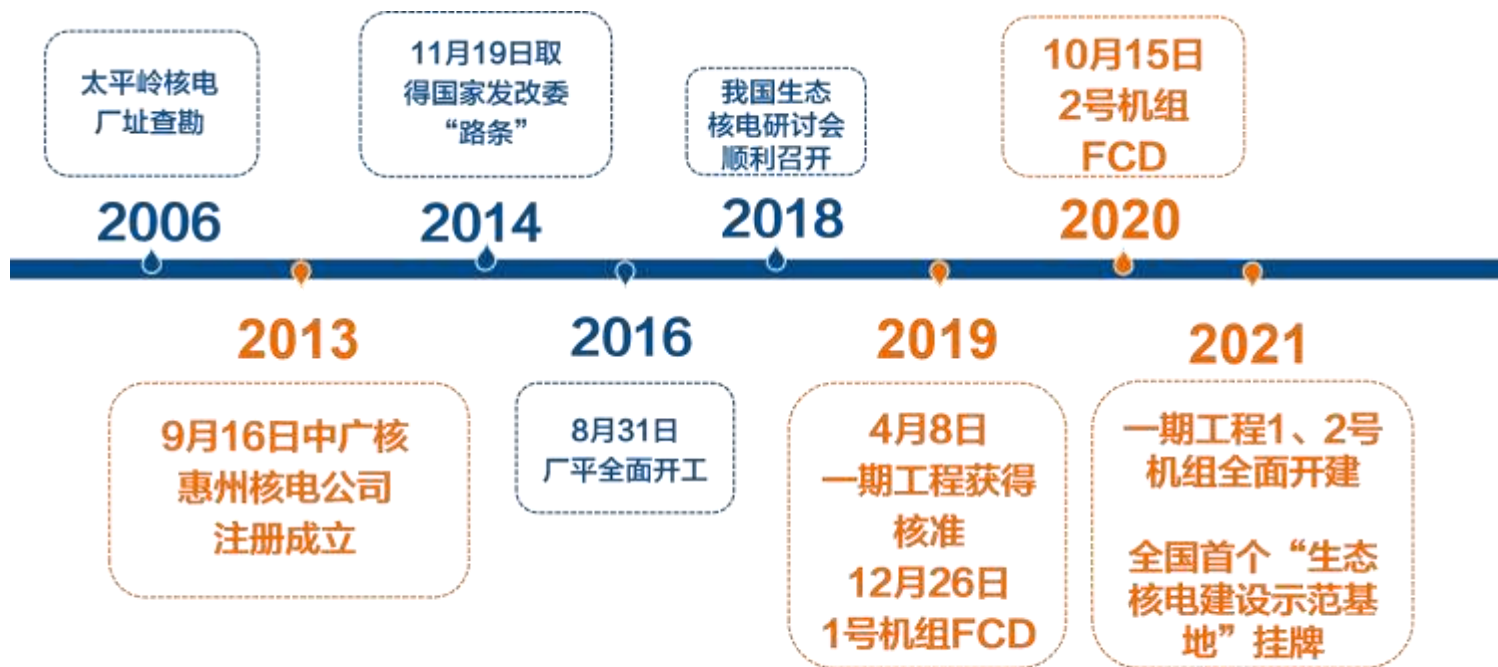 太平岭核电
厂址查勘
2006
9月16日中广核
惠州核电公司
注册成立
2013
11月19日取
得国家发改委
“路条”
2014
2016
8月31日
厂平全面开工
我国生态
核电研讨会
顺利召开
2018
2019
4月8日
一期工程获得
核准
12月26日
1号机组FCD
10月15日
2号机组
FCD
2020
2021
一期工程1、2号
机组全面开建
全国首个“生态
核电建设示范基
地”挂牌